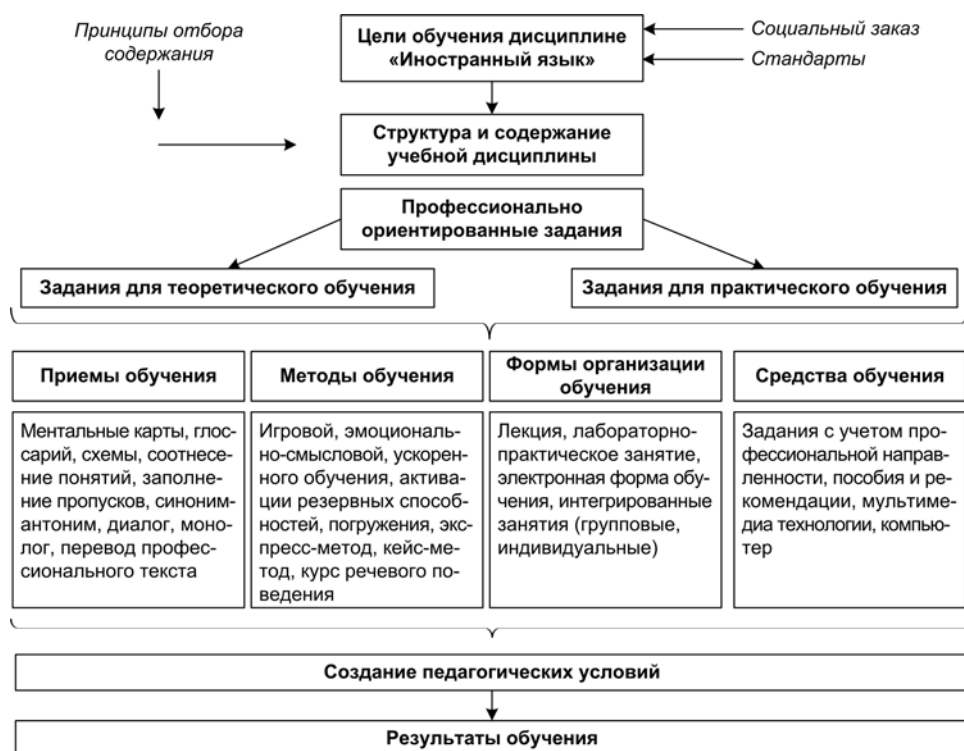 Принципы отбора
содержания
Цели обучения дисциплине
«Иностранный язык»
Социальный заказ
Стандарты
Структура и содержание
учебной дисциплины
Профессионально
ориентированные задания
Задания для теоретического обучения
Задания для практического обучения
Приемы обучения
Ментальные карты, глос-
сарий, схемы, соотнесе-
ние понятий, заполне-
ние пропусков, синоним-
антоним, диалог, моно-
лог, перевод профес-
сионального текста
Методы обучения
Игровой, эмоциональ-
но-смысловой, уско-
ренного обучения, актива-
ции резервных способ-
ностей, погружения, эк-
спресс-метод, кейс-ме-
тод, курс речевого по-
ведения
Формы организации
обучения
Лекция, лабораторно-
практическое занятие,
электронная форма обу-
чения, интегрированные
занятия (групповые,
индивидуальные)
Средства обучения
Задания с учетом про-
фессиональной направ-
ленности, пособия и ре-
комендации, мультиме-
диа технологии, компью-
тер
Создание педагогических условий
Результаты обучения